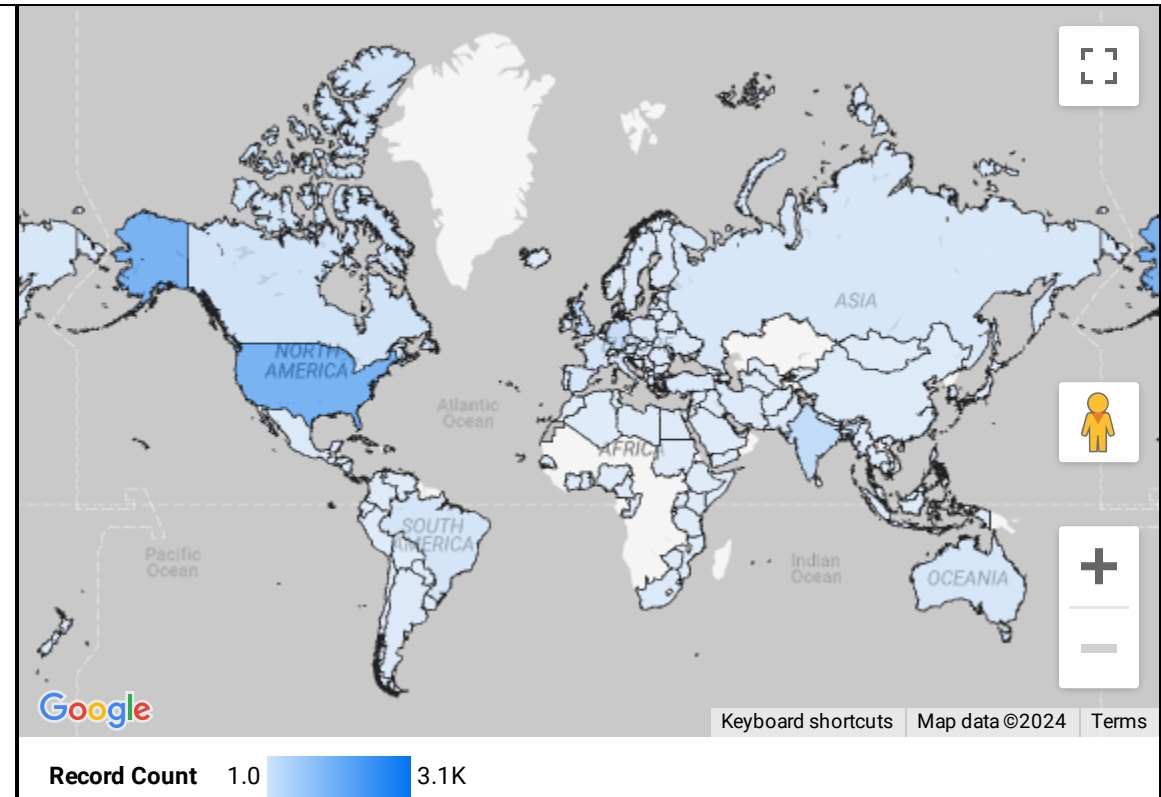 ASIA
NORTH
AMERICA
Atlantic
Ocean
AFRICA
SOUTH
AMERICA
Pacific
Ocean
Indian
Ocean
OCEANIA
Google
Keyboard shortcuts
Map data ©2024
Terms
Record Count 1.0 3.1K